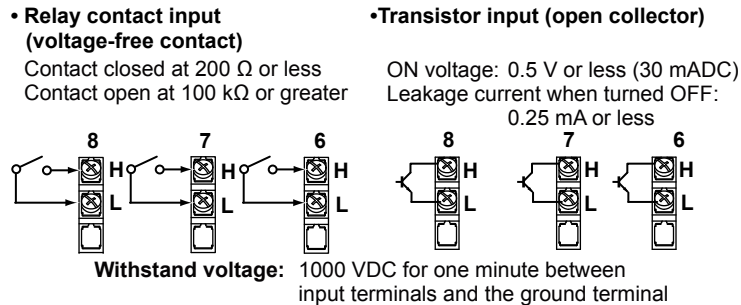 • Relay contact input
(voltage-free contact)
Contact closed at 200 Ω or less
Contact open at 100 kΩ or greater
8 7 6
H H H
L L L
•Transistor input (open collector)
ON voltage: 0.5 V or less (30 mADC)
Leakage current when turned OFF:
0.25 mA or less
8 7 6
H H H
L L L
Withstand voltage: 1000 VDC for one minute between
input terminals and the ground terminal